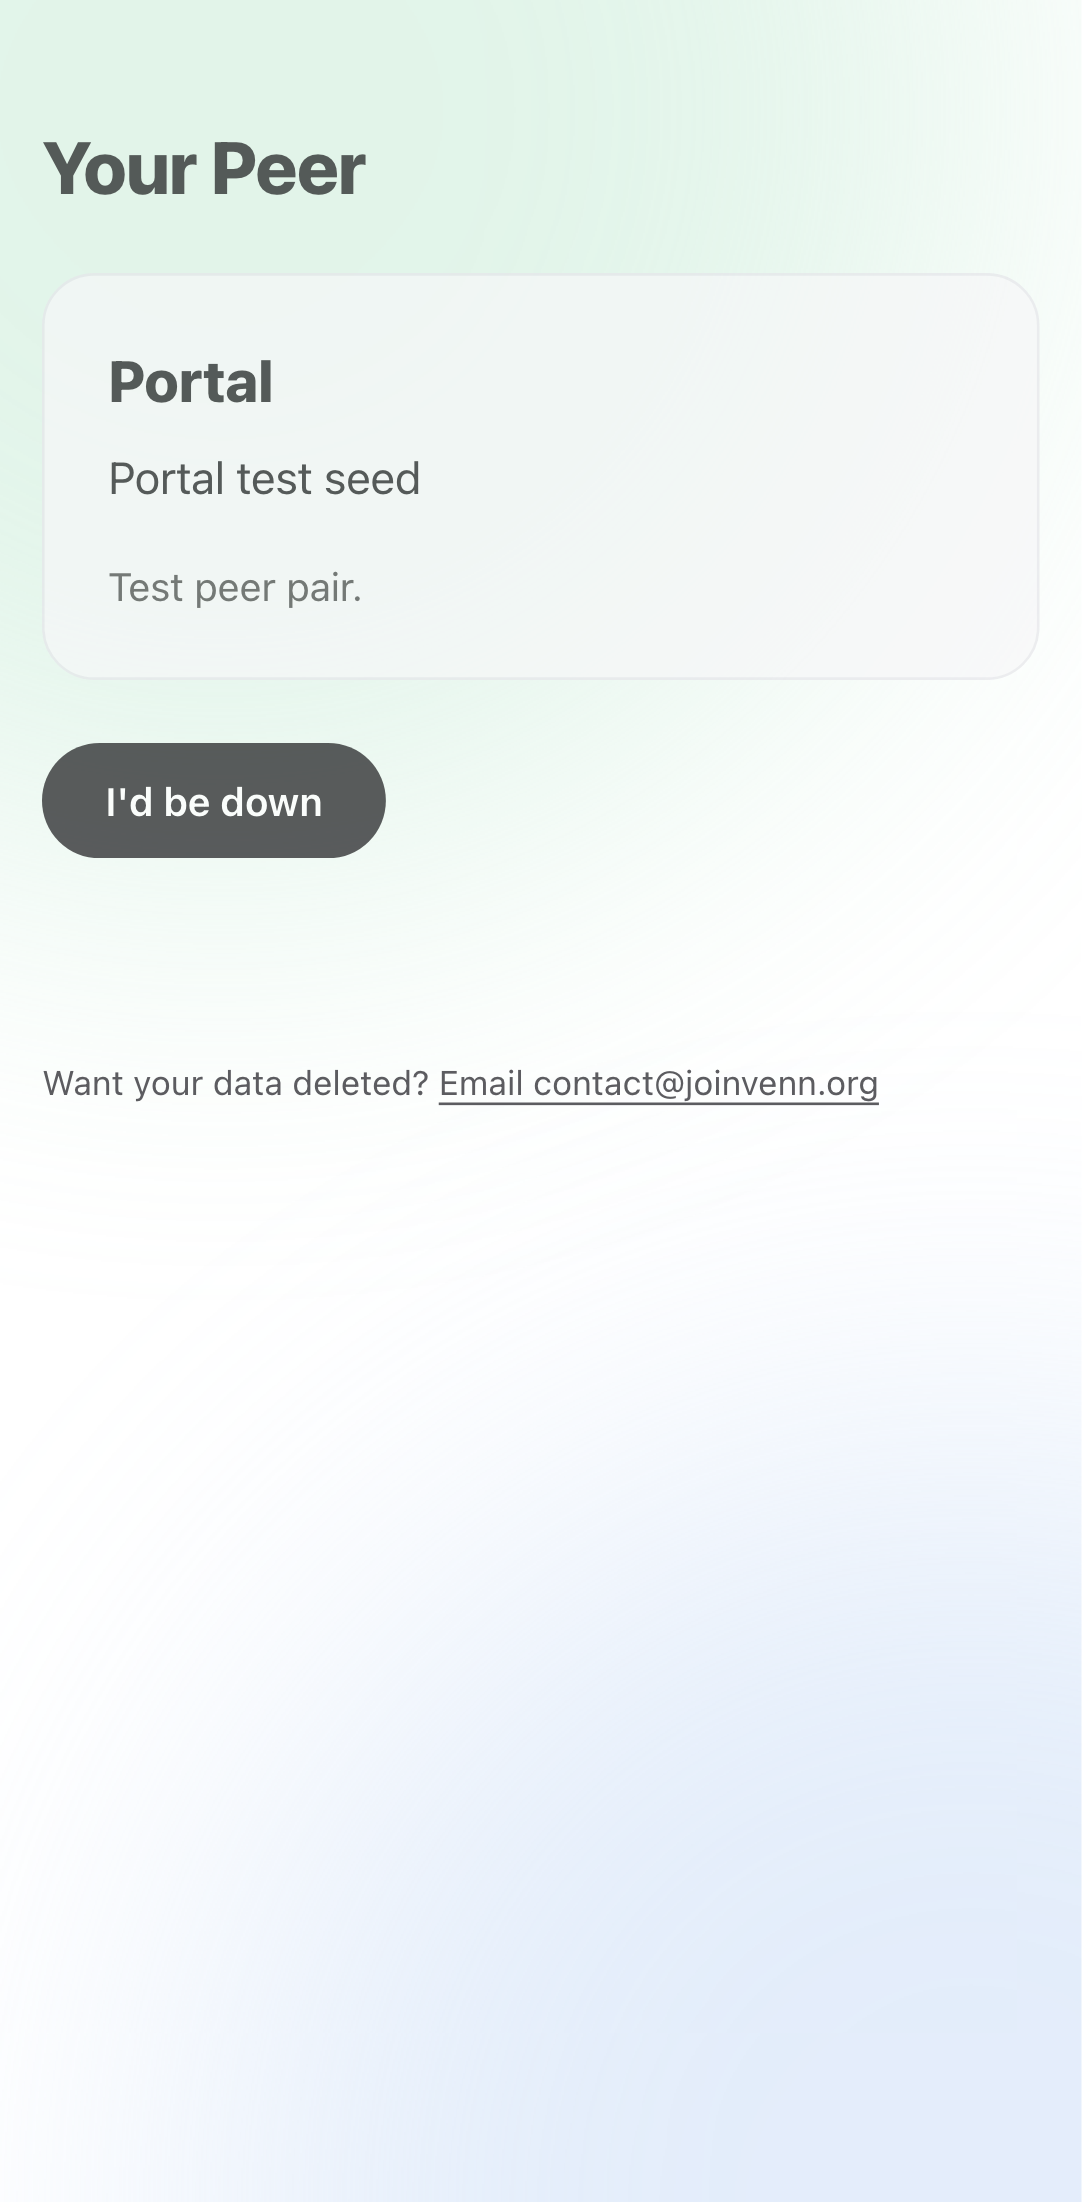 Your Peer
Portal
Portal test seed
Test peer pair.
I'd be down
Want your data deleted? Email contact@joinvenn.org